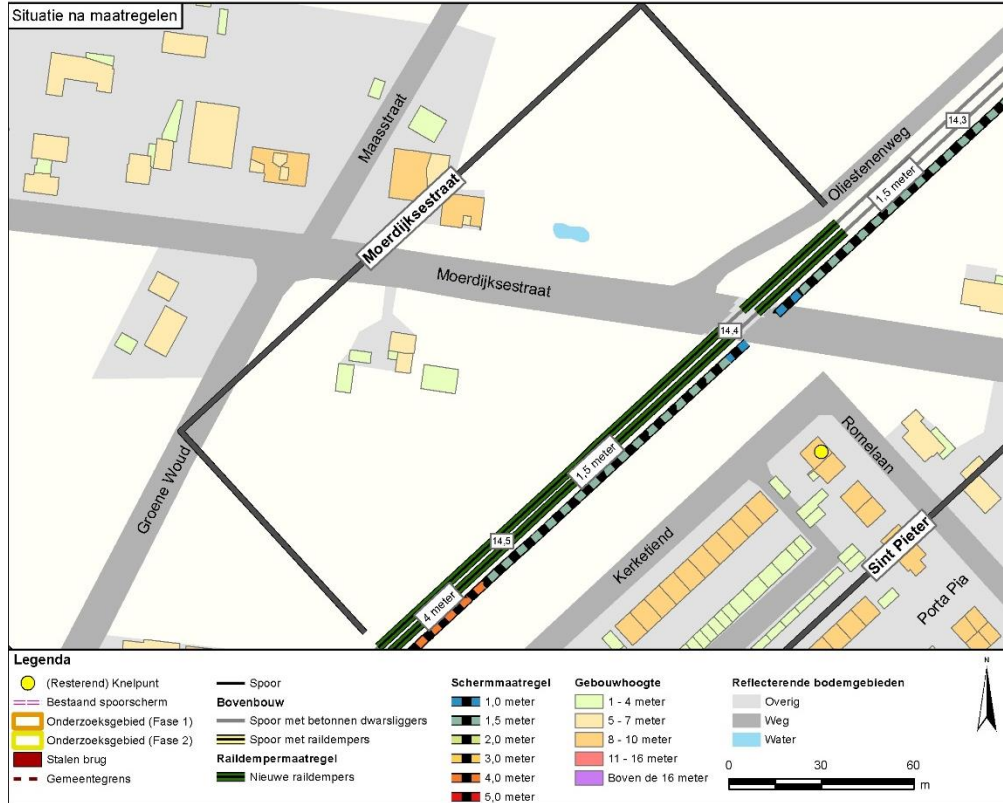 Situatie na maatregelen
Maasstraat
Moerdijksestraat
Oliestenenweg
14,3
1,5 meter
Moerdijksestraat
14,4
Groene Woud
1,5 meter
Romelaan
14,5
Kerketiend
Sint Pieter
4 meter
Porta Pia
Legenda
(Resterend) Knelpunt
Bestaand spoorscherm
Onderzoeksgebied (Fase 1)
Onderzoeksgebied (Fase 2)
Stalen brug
Gemeentegrens
Spoor
Bovenbouw
Spoor met betonnen dwarsliggers
Spoor met raildempers
Raildempermaatregel
Nieuwe raildempers
Schermmaatregel
1,0 meter
1,5 meter
2,0 meter
3,0 meter
4,0 meter
5,0 meter
Gebouwhoogte
1 - 4 meter
5 - 7 meter
8 - 10 meter
11 - 16 meter
Boven de 16 meter
Reflecterende bodemgebieden
Overig
Weg
Water
0 30 60
m
N